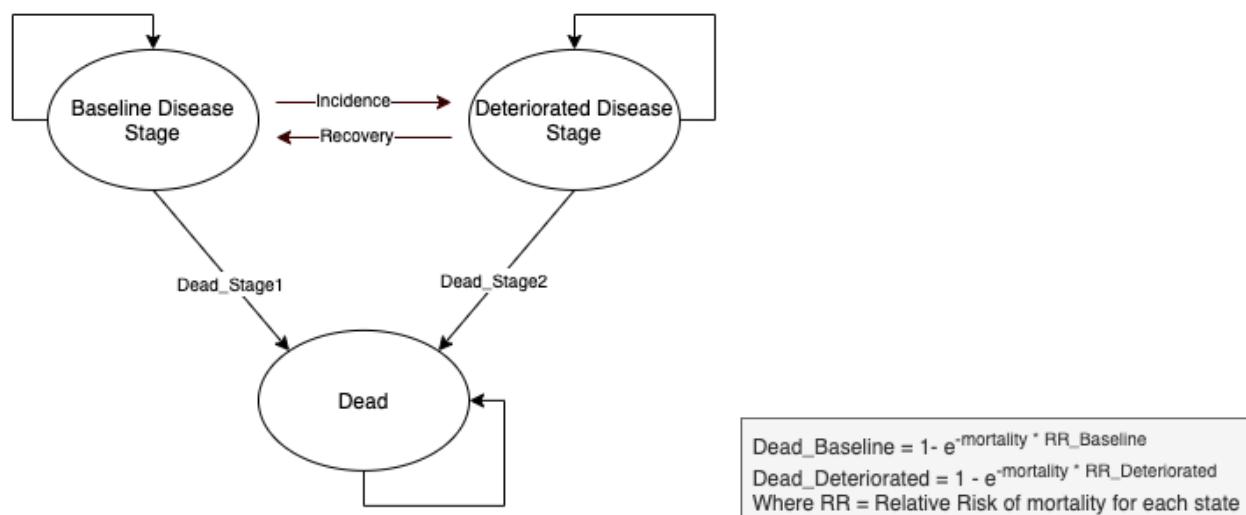 Baseline Disease
Stage
Incidence
Recovery
Deteriorated Disease
Stage
Dead_Stage1
Dead_Stage2
Dead
Dead_Baseline = 1- e-mortality * RR_Baseline
Dead_Deteriorated = 1 - e-mortality * RR_Deteriorated
Where RR = Relative Risk of mortality for each state